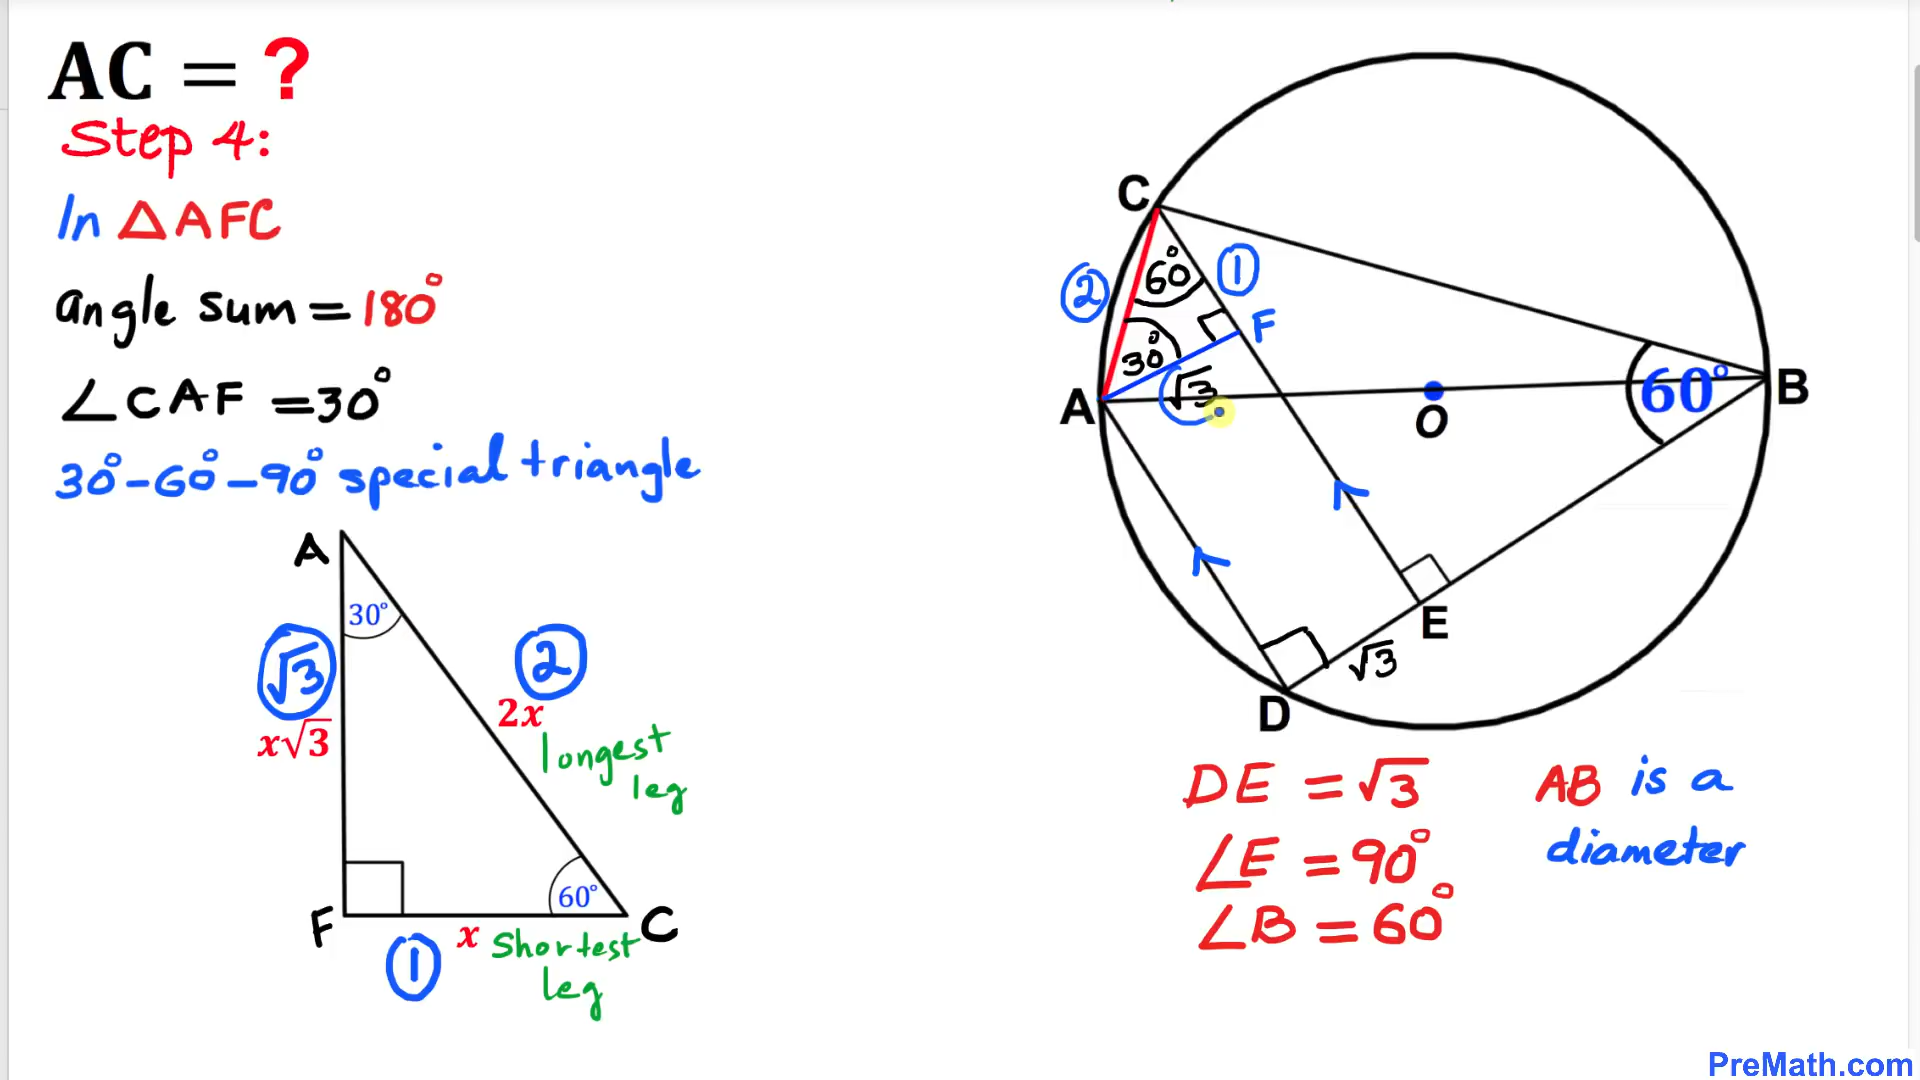 AC = ?
Step 4:
In △AFC
angle sum = 180°
∠CAF = 30°
30°-60°-90° special triangle
A
30°
√3
x√3
2
2x
longest
leg
60°
F
C
1
x
Shortest
leg
C
60°
1
2
F
30°
√3
A
O
60°
B
E
√3
D
DE = √3
∠E = 90°
∠B = 60°
AB is a
diameter
PreMath.com